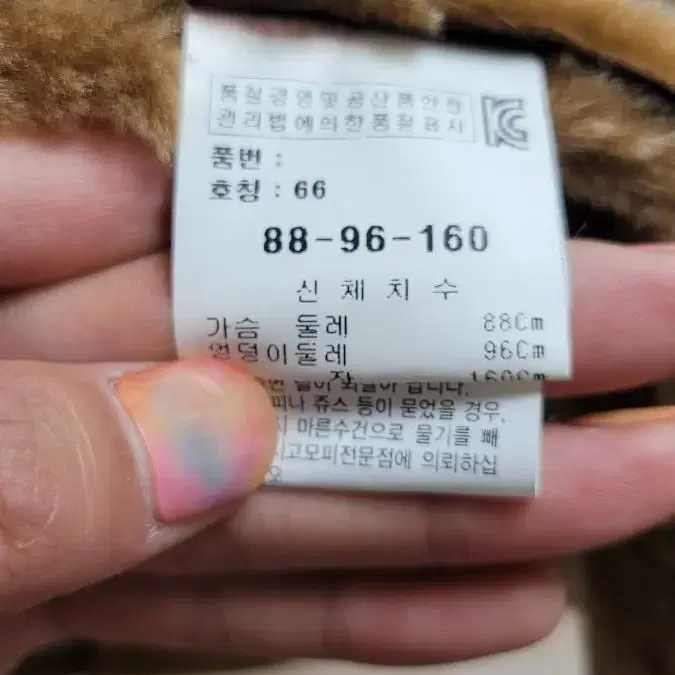 품질경영및공산품안전
관리법에의한품질표시
품번 :
호칭 : 66
88-96-160
신 체 치 수
가슴 둘레 88Cm
엉덩이둘레 96Cm
장 160Cm
피나 쥬스 등이 묻었을 경우,
마른수건으로 물기를 빼
고모피전문점에 의뢰하십